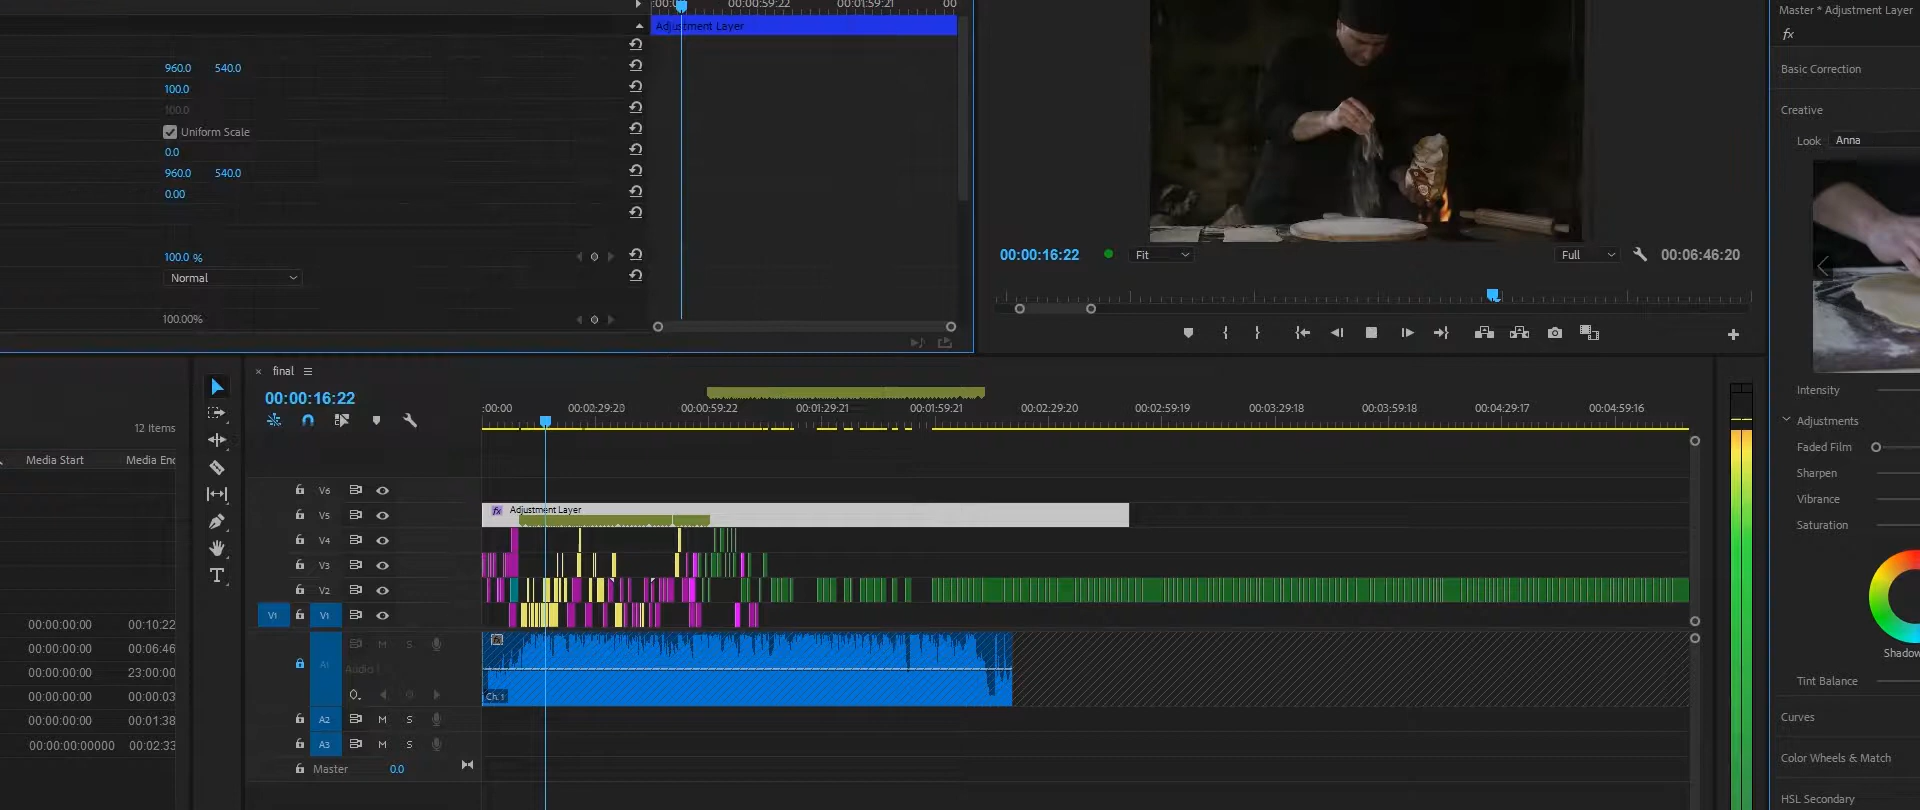 :00:00
00:00:59:22
00:01:59:21
00
Adjustment Layer
960.0 540.0
100.0
100.0
Uniform Scale
0.0
960.0 540.0
0.00
100.0 %
Normal
100.00%
00:00:16:22
Fit
Full
00:06:46:20
Master * Adjustment Layer
fx
Basic Correction
Creative
Look Anna
Intensity
Adjustments
Faded Film
Sharpen
Vibrance
Saturation
Shadow
Tint Balance
Curves
Color Wheels & Match
HSL Secondary
12 Items
Media Start Media End
00:00:00:00 00:10:22
00:00:00:00 00:06:46
00:00:00:00 23:00:00
00:00:00:00 00:00:03
00:00:00:00 00:01:38
00:00:00:00000 00:02:33
× final
00:00:16:22
:00:00 00:02:29:20 00:00:59:22 00:01:29:21 00:01:59:21 00:02:29:20 00:02:59:19 00:03:29:18 00:03:59:18 00:04:29:17 00:04:59:16
V6
V5
fx Adjustment Layer
V4
V3
V2
V1 V1
A1 M S
Audio 1
Ch. 1
A2 M S
A3 M S
Master 0.0